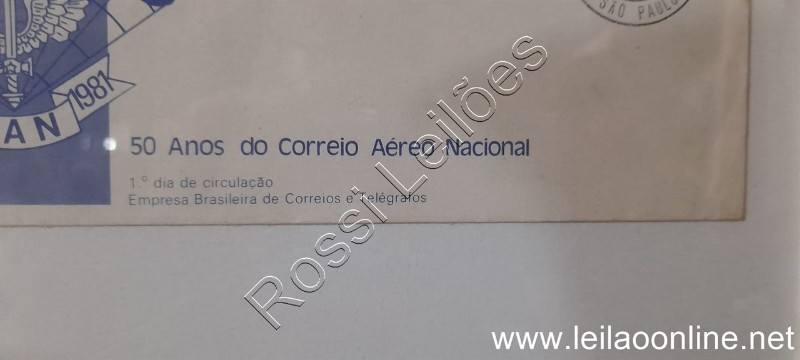 SÃO PAULO
1981
AN
50 Anos do Correio Aéreo Nacional
1.º dia de circulação
Empresa Brasileira de Correios e Telégrafos
Rossi Leilões
www.leilaoonline.net